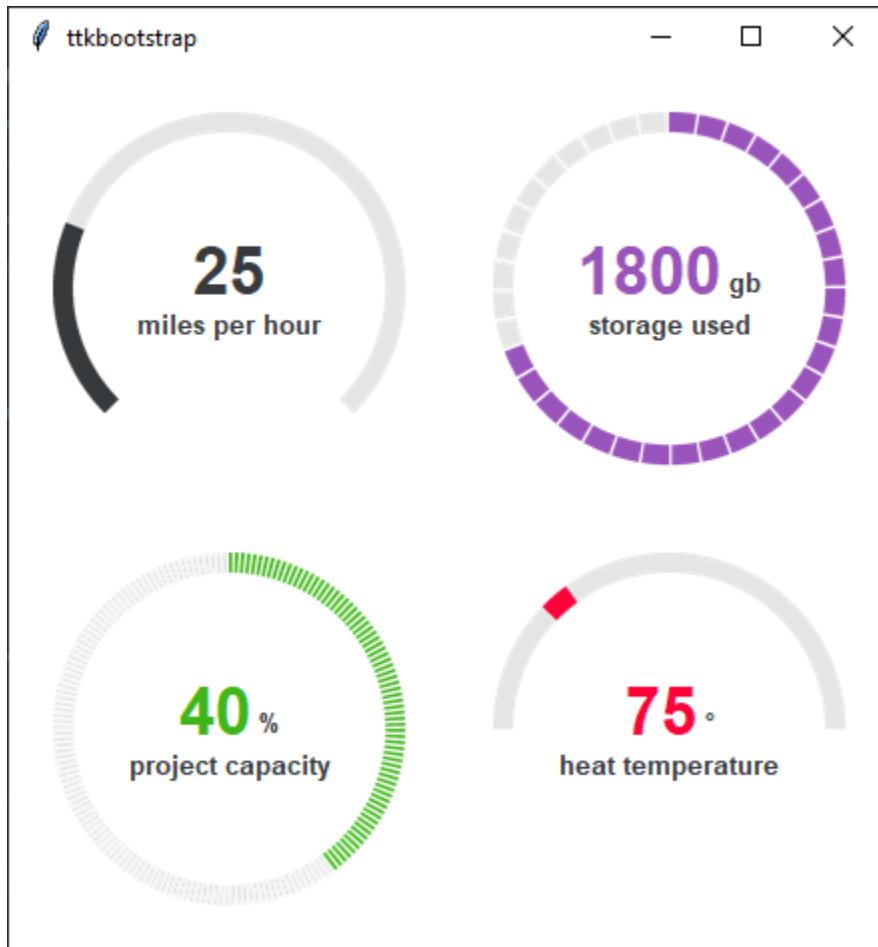 ttkbootstrap
25
miles per hour
1800 gb
storage used
40 %
project capacity
75 °
heat temperature